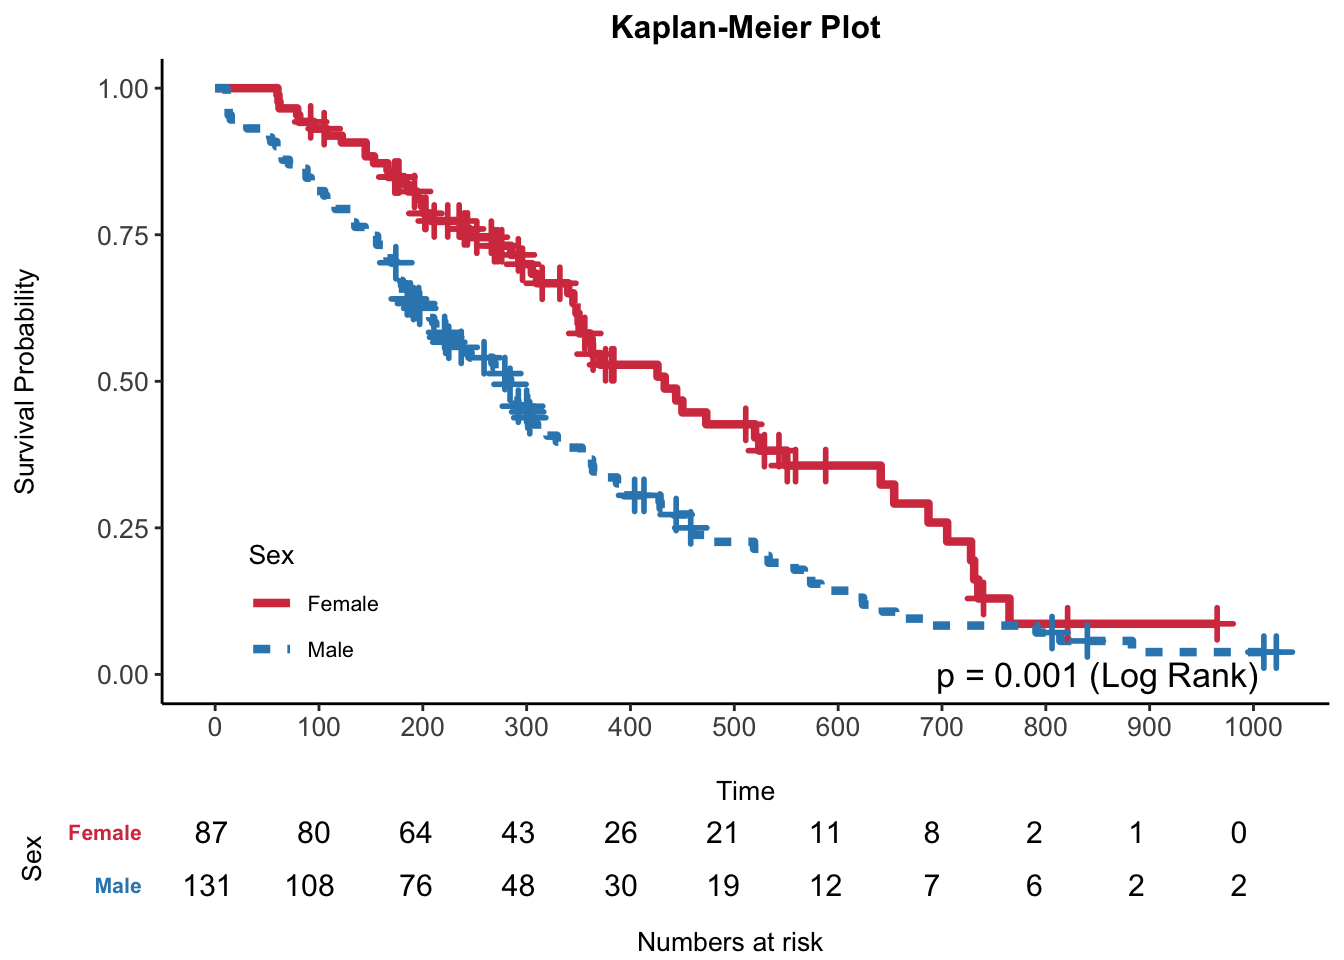 Kaplan-Meier Plot
Survival Probability
1.00
0.75
0.50
0.25
0.00
Sex
Female
Male
p = 0.001 (Log Rank)
0 100 200 300 400 500 600 700 800 900 1000
Time
Sex
Female 87 80 64 43 26 21 11 8 2 1 0
Male 131 108 76 48 30 19 12 7 6 2 2
Numbers at risk